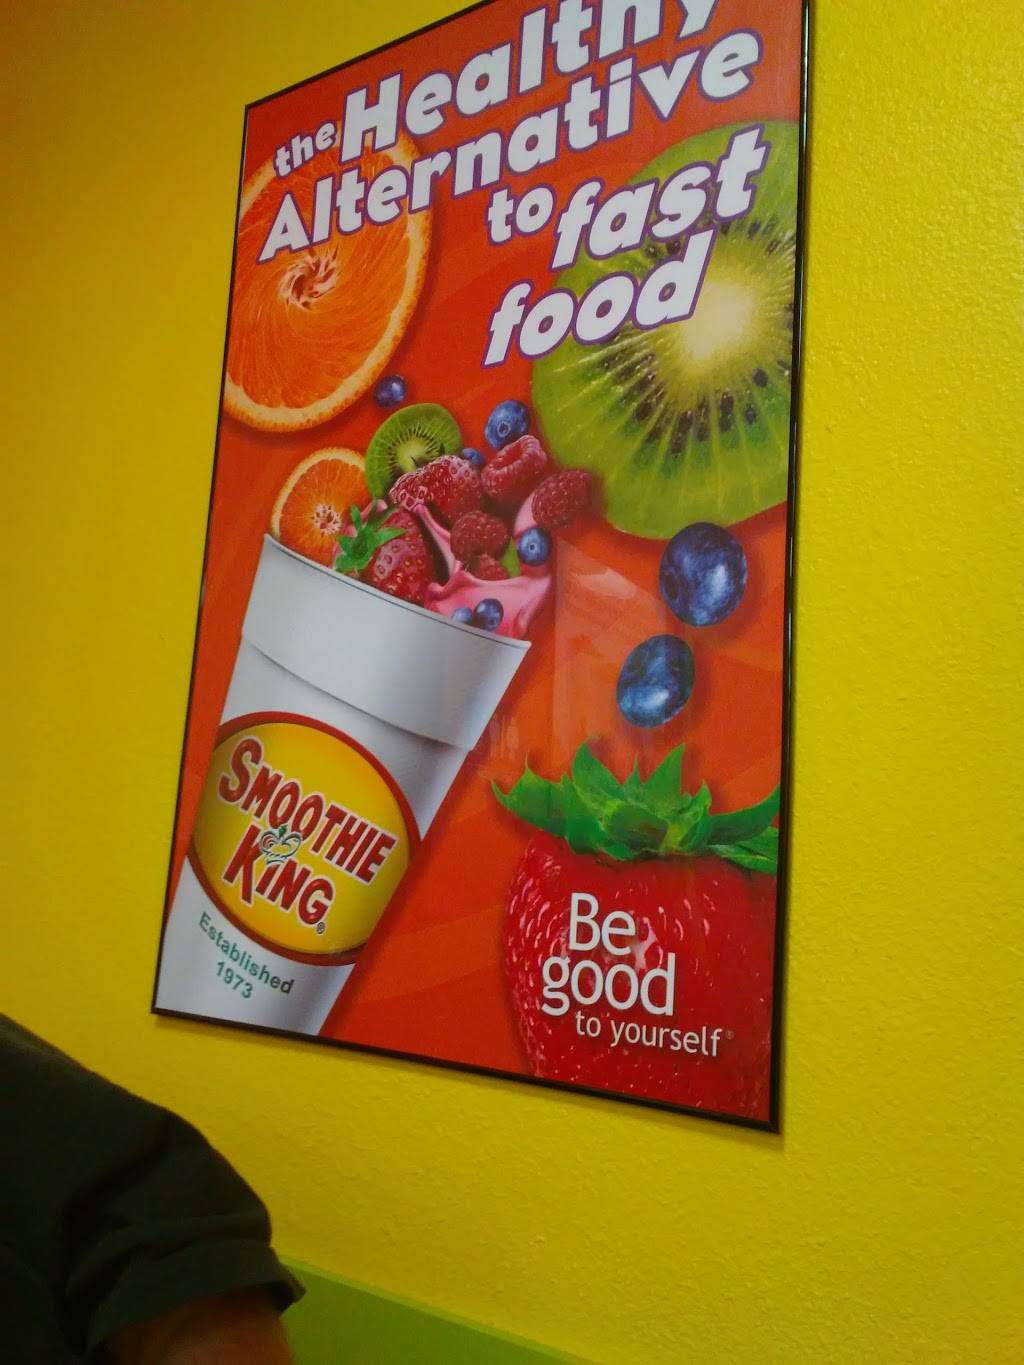 the Healthy
Alternative
to fast
food
SMOOTHIE
KING®
Established
1973
Be
good
to yourself®